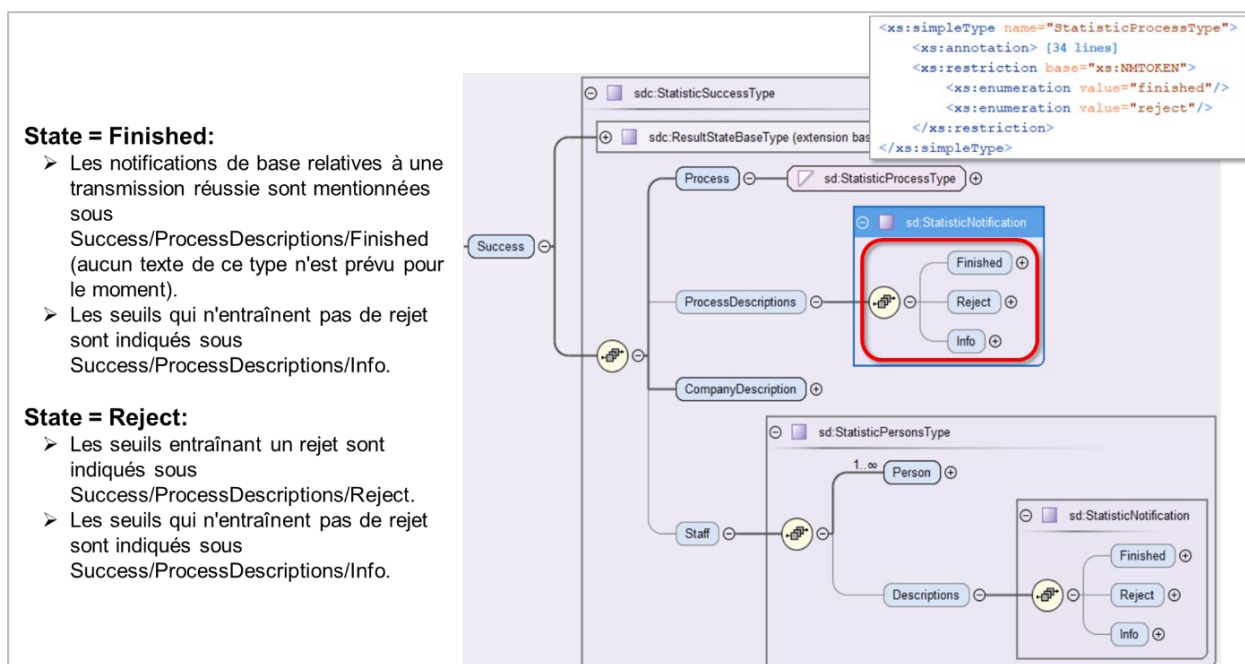 State = Finished:
➢ Les notifications de base relatives à une
transmission réussie sont mentionnées
sous
Success/ProcessDescriptions/Finished
(aucun texte de ce type n'est prévu pour
le moment).
➢ Les seuils qui n'entraînent pas de rejet
sont indiqués sous
Success/ProcessDescriptions/Info.
State = Reject:
➢ Les seuils entraînant un rejet sont
indiqués sous
Success/ProcessDescriptions/Reject.
➢ Les seuils qui n'entraînent pas de rejet
sont indiqués sous
Success/ProcessDescriptions/Info.
<xs:simpleType name="StatisticProcessType">
<xs:annotation> [34 lines]
<xs:restriction base="xs:NMTOKEN">
<xs:enumeration value="finished"/>
<xs:enumeration value="reject"/>
</xs:restriction>
</xs:simpleType>
sdc:StatisticSuccessType
sdc:ResultStateBaseType (extension bas
Process
sd:StatisticProcessType
sd:StatisticNotification
Success
Finished
ProcessDescriptions
Reject
Info
CompanyDescription
sd:StatisticPersonsType
1..∞
Person
Staff
sd:StatisticNotification
Finished
Descriptions
Reject
Info